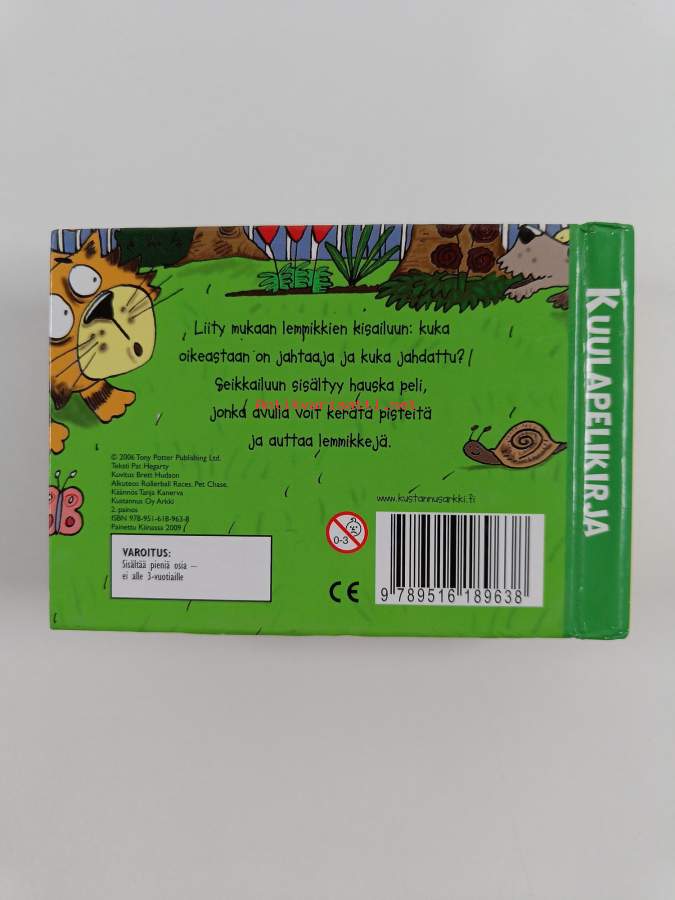 Liity mukaan lempikkien kisailuun: kuka
oikeastaan on jahtaaja ja kuka jahdattu?
Seikkailuun sisältyy hauska peli,
Antikvariaatti.net
jonka avulla voit kerätä pisteitä
ja auttaa lemmikkejä.
© 2006 Tony Potter Publishing Ltd.
Teksti Pat Hegarty
Kuvitus Brett Hudson
Alkuteos Rollerball Races. Pet Chase.
Käännös Tanja Kanerva
Kustannus Oy Arkki
2. painos
ISBN 978-951-618-963-8
Painettu Kiinassa 2009
VAROITUS:
Sisältää pieniä osia –
ei alle 3-vuotiaille
www.kustannusarkki.fi
0-3
CE
9 789516 189638
KUULAPELIKIRJA